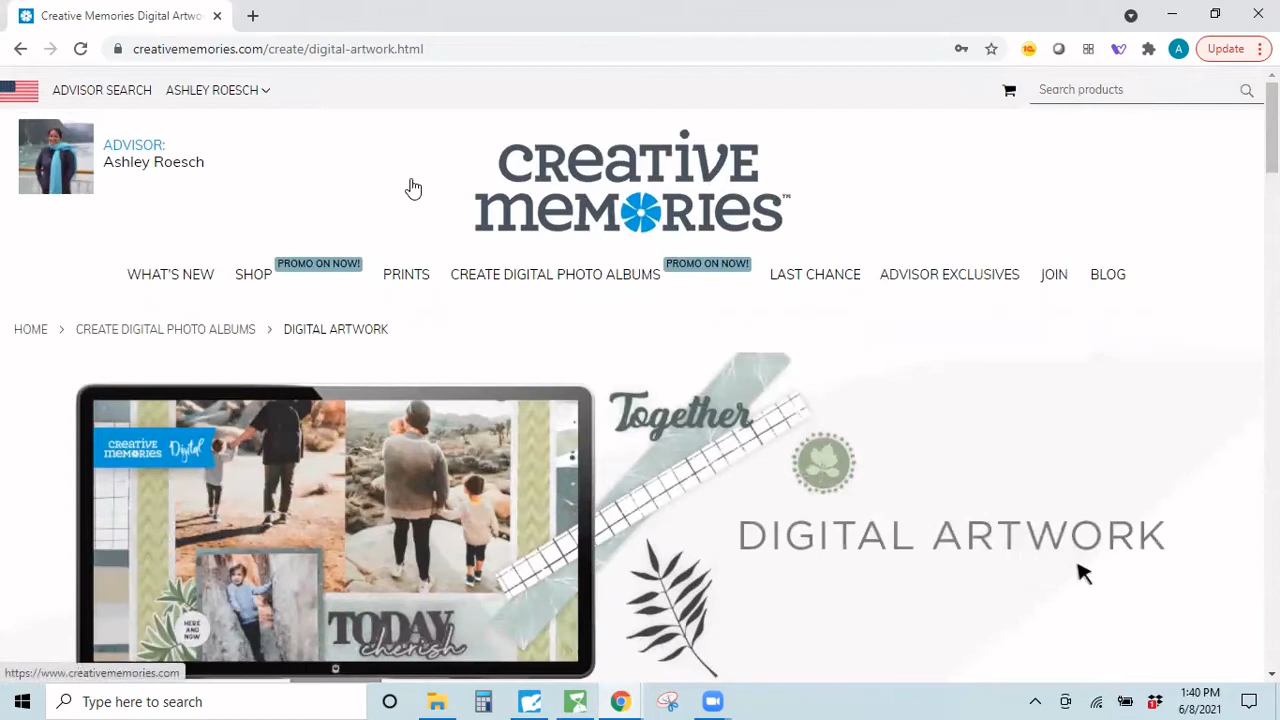 Creative Memories Digital Artwo
creativememories.com/create/digital-artwork.html
A
Update
ADVISOR SEARCH
ASHLEY ROESCH
Search products
ADVISOR:
Ashley Roesch
CREATIVE
MEMORIES™
WHAT'S NEW
SHOP
PROMO ON NOW!
PRINTS
CREATE DIGITAL PHOTO ALBUMS
PROMO ON NOW!
LAST CHANCE
ADVISOR EXCLUSIVES
JOIN
BLOG
HOME > CREATE DIGITAL PHOTO ALBUMS > DIGITAL ARTWORK
CREATIVE
MEMORIES
Digital
Together
DIGITAL ARTWORK
HERE
AND
NOW
TODAY
cherish
https://www.creativememories.com
Type here to search
1
1:40 PM
6/8/2021